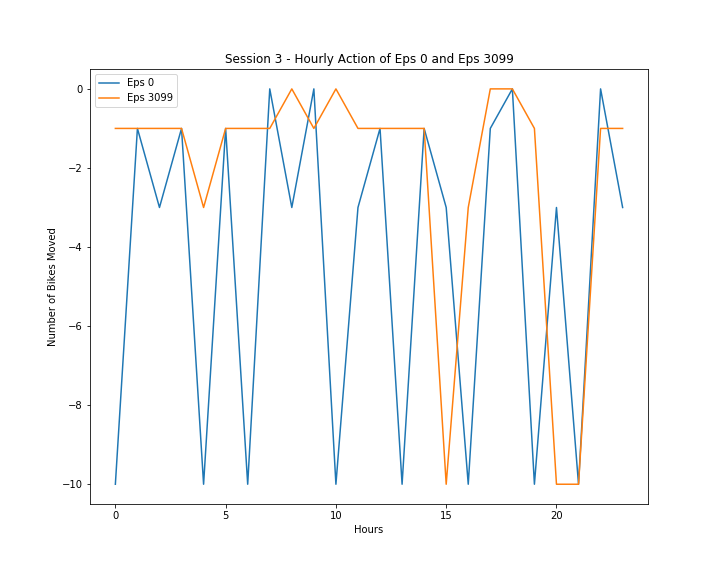 Session 3 - Hourly Action of Eps 0 and Eps 3099
Eps 0
Eps 3099
Number of Bikes Moved
0
−2
−4
−6
−8
−10
0
5
10
15
20
Hours